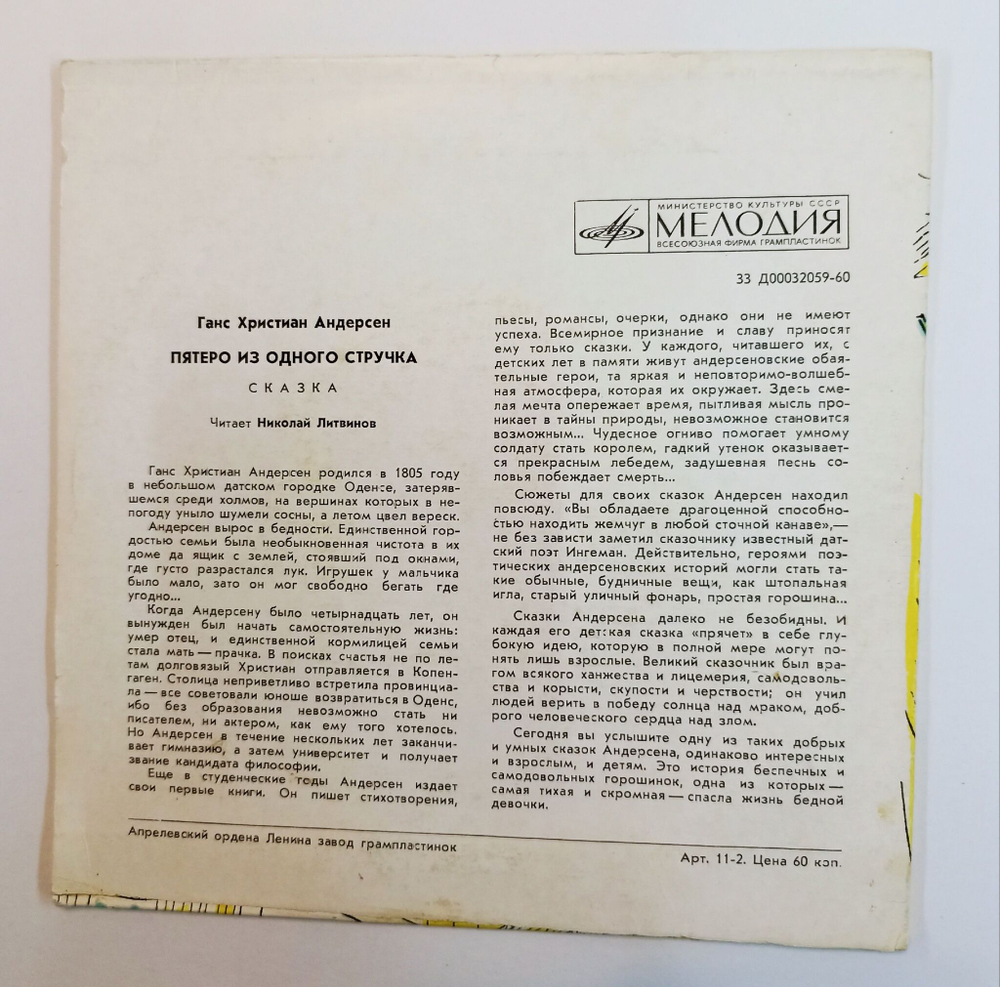 МИНИСТЕРСТВО КУЛЬТУРЫ СССР
МЕЛОДИЯ
ВСЕСОЮЗНАЯ ФИРМА ГРАМПЛАСТИНОК
33 Д00032059-60
Ганс Христиан Андерсен
ПЯТЕРО ИЗ ОДНОГО СТРУЧКА
СКАЗКА
Читает Николай Литвинов
Ганс Христиан Андерсен родился в 1805 году
в небольшом датском городке Оденсе, затеряв-
шемся среди холмов, на вершинах которых в не-
погоду уныло шумели сосны, а летом цвел вереск.
Андерсен вырос в бедности. Единственной гор-
достью семьи была необыкновенная чистота в их
доме да ящик с землей, стоявший под окнами,
где густо разрастался лук. Игрушек у мальчика
было мало, зато он мог свободно бегать где
угодно...
Когда Андерсену было четырнадцать лет, он
вынужден был начать самостоятельную жизнь:
умер отец, и единственной кормилицей семьи
стала мать — прачка. В поисках счастья не по ле-
там долговязый Христиан отправляется в Копен-
гаген. Столица неприветливо встретила провинциа-
ла — все советовали юноше возвратиться в Оденс,
ибо без образования невозможно стать ни
писателем, ни актером, как ему того хотелось.
Но Андерсен в течение нескольких лет заканчи-
вает гимназию, а затем университет и получает
звание кандидата философии.
Еще в студенческие годы Андерсен издает
свои первые книги. Он пишет стихотворения,
пьесы, романсы, очерки, однако они не имеют
успеха. Всемирное признание и славу приносят
ему только сказки. У каждого, читавшего их, с
детских лет в памяти живут андерсеновские обая-
тельные герои, та яркая и неповторимо-волшеб-
ная атмосфера, которая их окружает. Здесь сме-
лая мечта опережает время, пытливая мысль про-
никает в тайны природы, невозможное становится
возможным... Чудесное огниво помогает умному
солдату стать королем, гадкий утенок оказывает-
ся прекрасным лебедем, задушевная песнь со-
ловья побеждает смерть...
Сюжеты для своих сказок Андерсен находил
повсюду. «Вы обладаете драгоценной способно-
стью находить жемчуг в любой сточной канаве»,—
не без зависти заметил сказочнику известный дат-
ский поэт Ингеман. Действительно, героями поэ-
тических андерсеновских историй могли стать та-
кие обычные, будничные вещи, как штопальная
игла, старый уличный фонарь, простая горошина...
Сказки Андерсена далеко не безобидны. И
каждая его детская сказка «прячет» в себе глу-
бокую идею, которую в полной мере могут по-
нять лишь взрослые. Великий сказочник был вра-
гом всякого ханжества и лицемерия, самодоволь-
ства и корысти, скупости и черствости; он учил
людей верить в победу солнца над мраком, доб-
рого человеческого сердца над злом.
Сегодня вы услышите одну из таких добрых
и умных сказок Андерсена, одинаково интересных
и взрослым, и детям. Это история беспечных и
самодовольных горошинок, одна из которых —
самая тихая и скромная — спасла жизнь бедной
девочки.
Апрелевский ордена Ленина завод грампластинок
Арт. 11-2. Цена 60 коп.